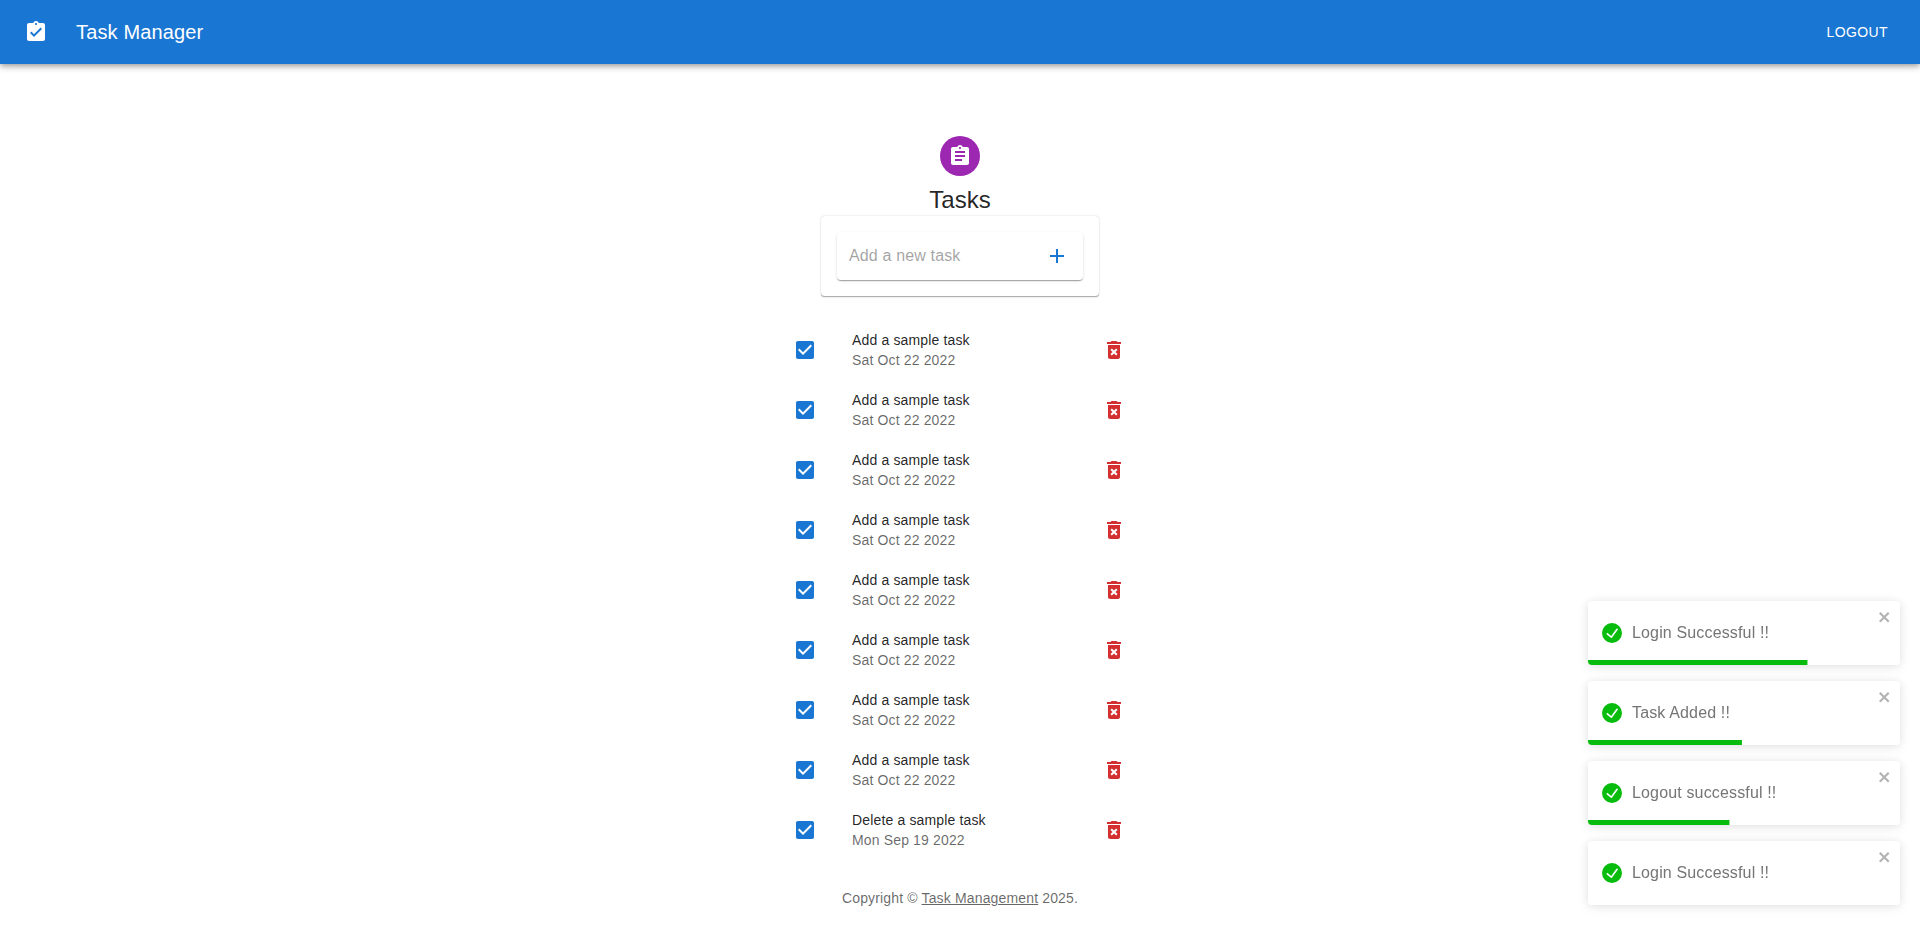 Task Manager
LOGOUT
Tasks
Add a new task
Add a sample task
Sat Oct 22 2022
Add a sample task
Sat Oct 22 2022
Add a sample task
Sat Oct 22 2022
Add a sample task
Sat Oct 22 2022
Add a sample task
Sat Oct 22 2022
Add a sample task
Sat Oct 22 2022
Add a sample task
Sat Oct 22 2022
Add a sample task
Sat Oct 22 2022
Delete a sample task
Mon Sep 19 2022
Copyright © Task Management 2025.
Login Successful !!
Task Added !!
Logout successful !!
Login Successful !!